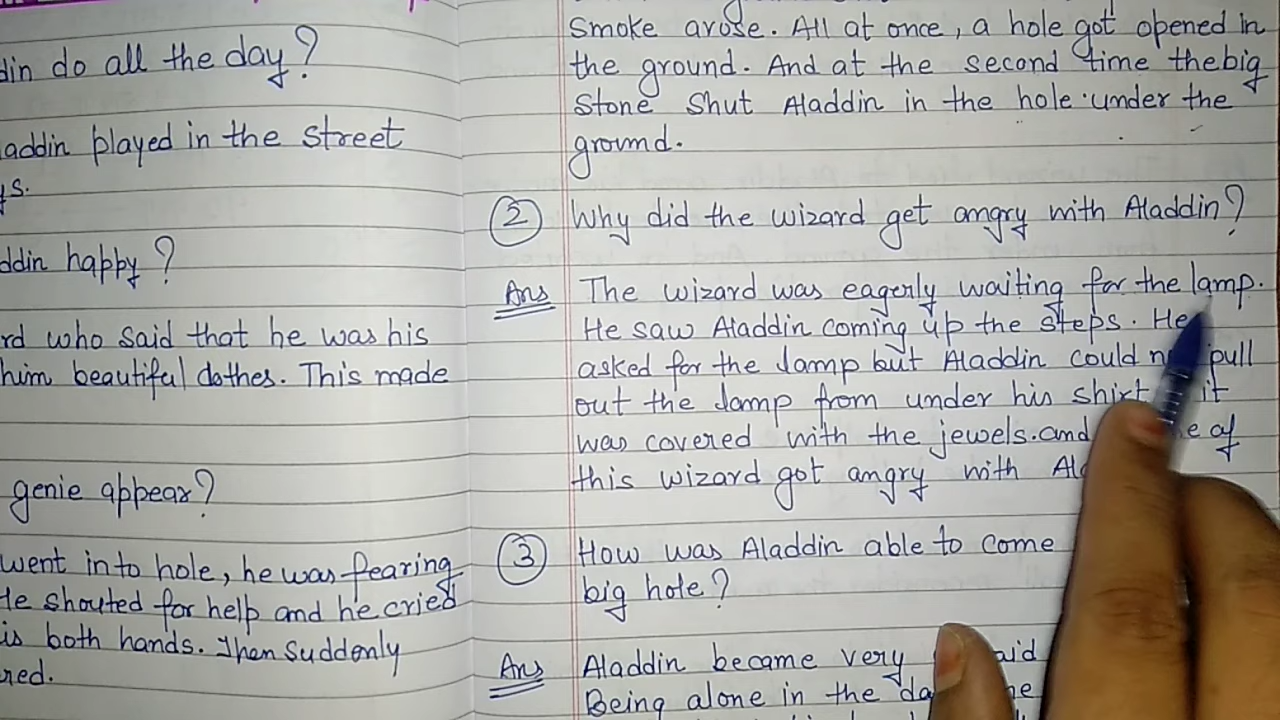 din do all the day?
addin played in the street
ys.
ddin happy?
rd who said that he was his
him beautiful clothes. This made
genie appear?
went into hole, he was fearing
He shouted for help and he cried
is both hands. Then suddenly
red.
smoke arose. All at once, a hole got opened in
the ground. And at the second time the big
stone shut Aladdin in the hole under the
ground.
② Why did the wizard get angry with Aladdin?
Ans The wizard was eagerly waiting for the lamp.
He saw Aladdin coming up the steps. He
asked for the lamp but Aladdin could pull
out the lamp from under his shirt it
was covered with the jewels. and of
this wizard got angry with
③ How was Aladdin able to come
big hole?
Ans Aladdin became very
Being alone in the